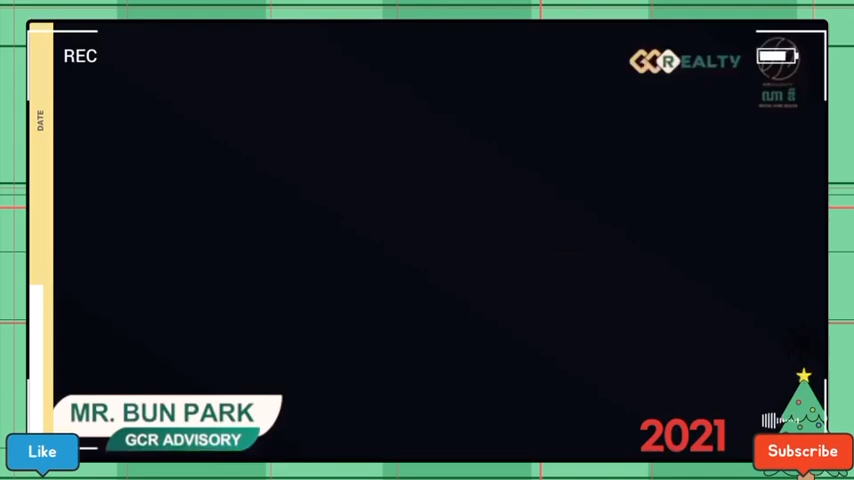 REC
GCREALTY
DATE
MR. BUN PARK
GCR ADVISORY
2021
Like
Subscribe